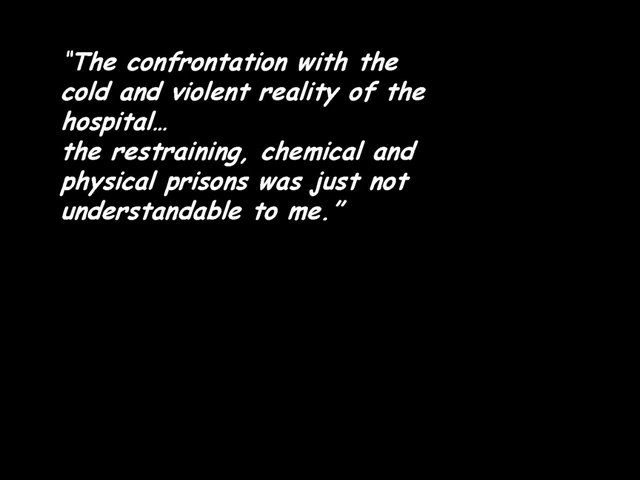 “The confrontation with the
cold and violent reality of the
hospital…
the restraining, chemical and
physical prisons was just not
understandable to me.”